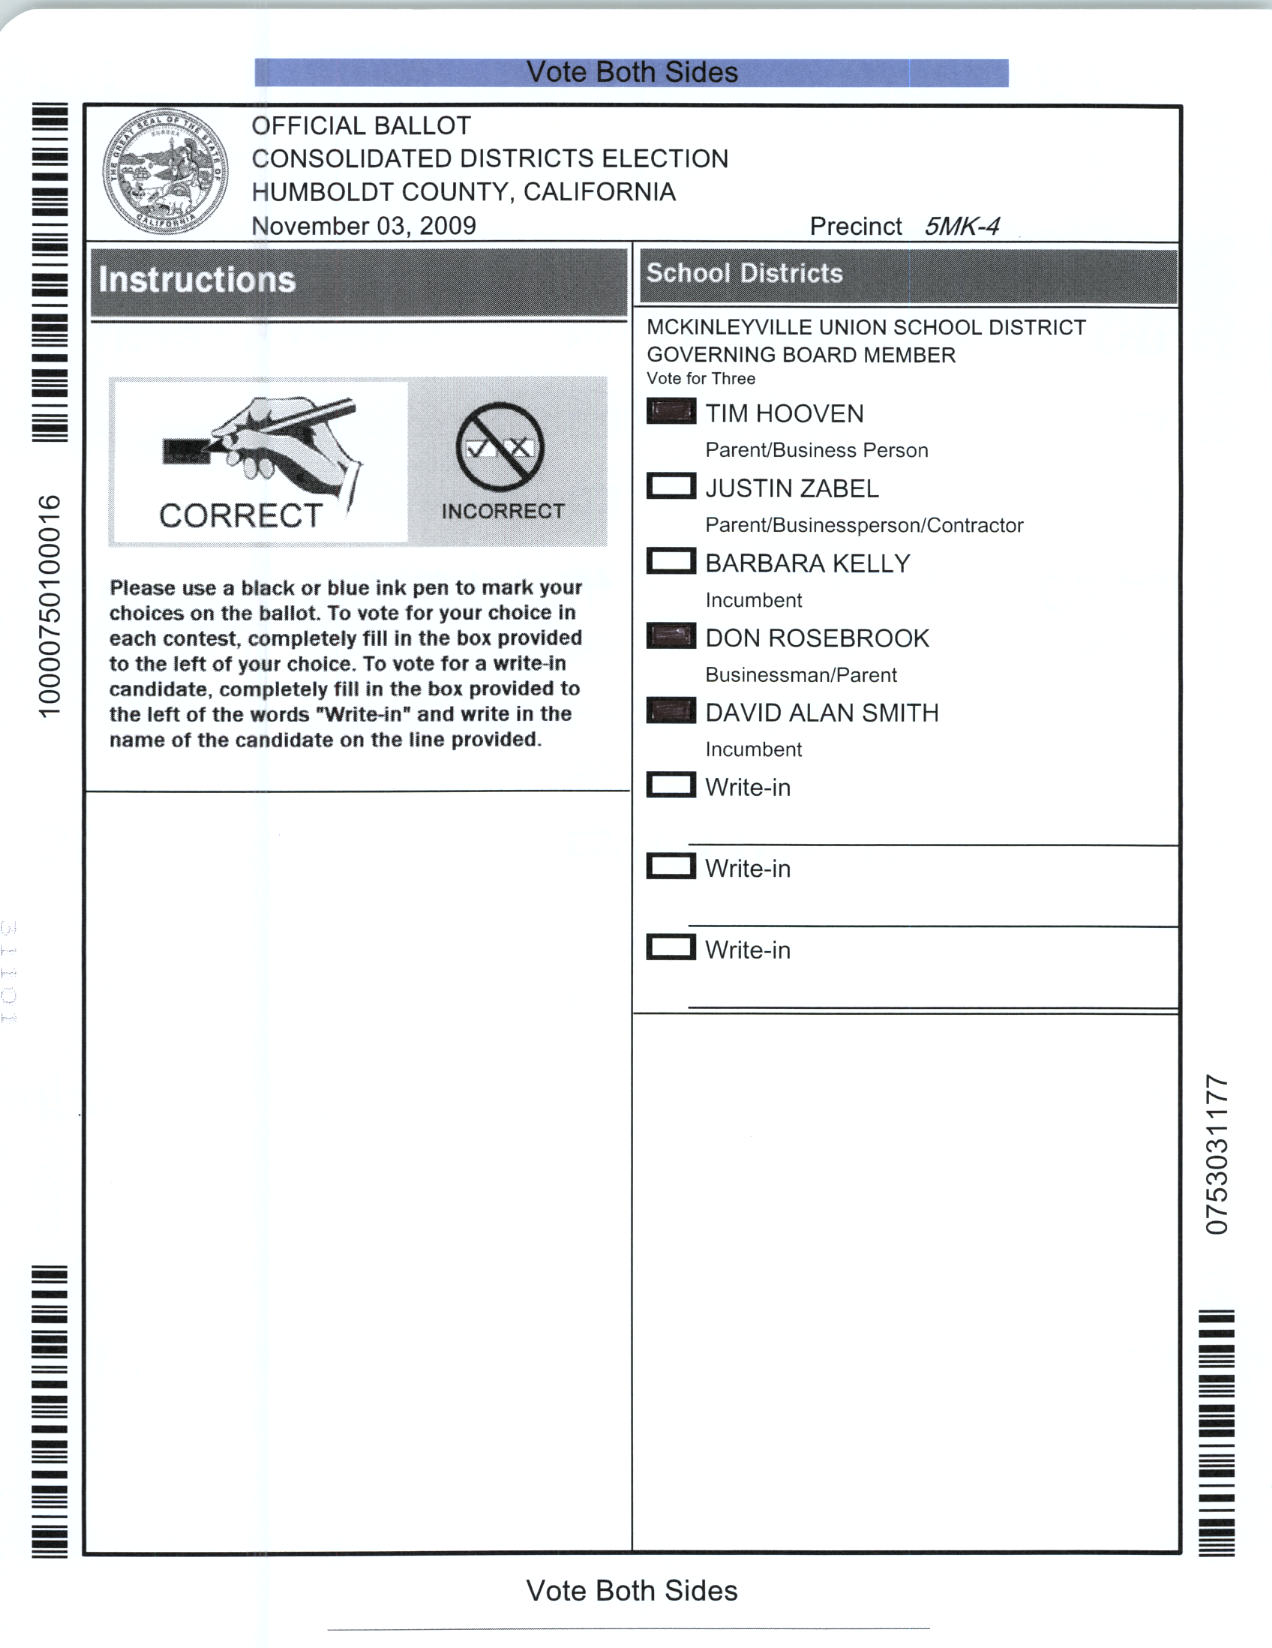 Vote Both Sides
THE GREAT SEAL OF THE STATE OF CALIFORNIA
EUREKA
OFFICIAL BALLOT
CONSOLIDATED DISTRICTS ELECTION
HUMBOLDT COUNTY, CALIFORNIA
November 03, 2009
Precinct 5MK-4
Instructions
CORRECT
INCORRECT
Please use a black or blue ink pen to mark your
choices on the ballot. To vote for your choice in
each contest, completely fill in the box provided
to the left of your choice. To vote for a write-in
candidate, completely fill in the box provided to
the left of the words "Write-in" and write in the
name of the candidate on the line provided.
School Districts
MCKINLEYVILLE UNION SCHOOL DISTRICT
GOVERNING BOARD MEMBER
Vote for Three
TIM HOOVEN
Parent/Business Person
JUSTIN ZABEL
Parent/Businessperson/Contractor
BARBARA KELLY
Incumbent
DON ROSEBROOK
Businessman/Parent
DAVID ALAN SMITH
Incumbent
Write-in
Write-in
Write-in
10000750100016
0753031177
Vote Both Sides